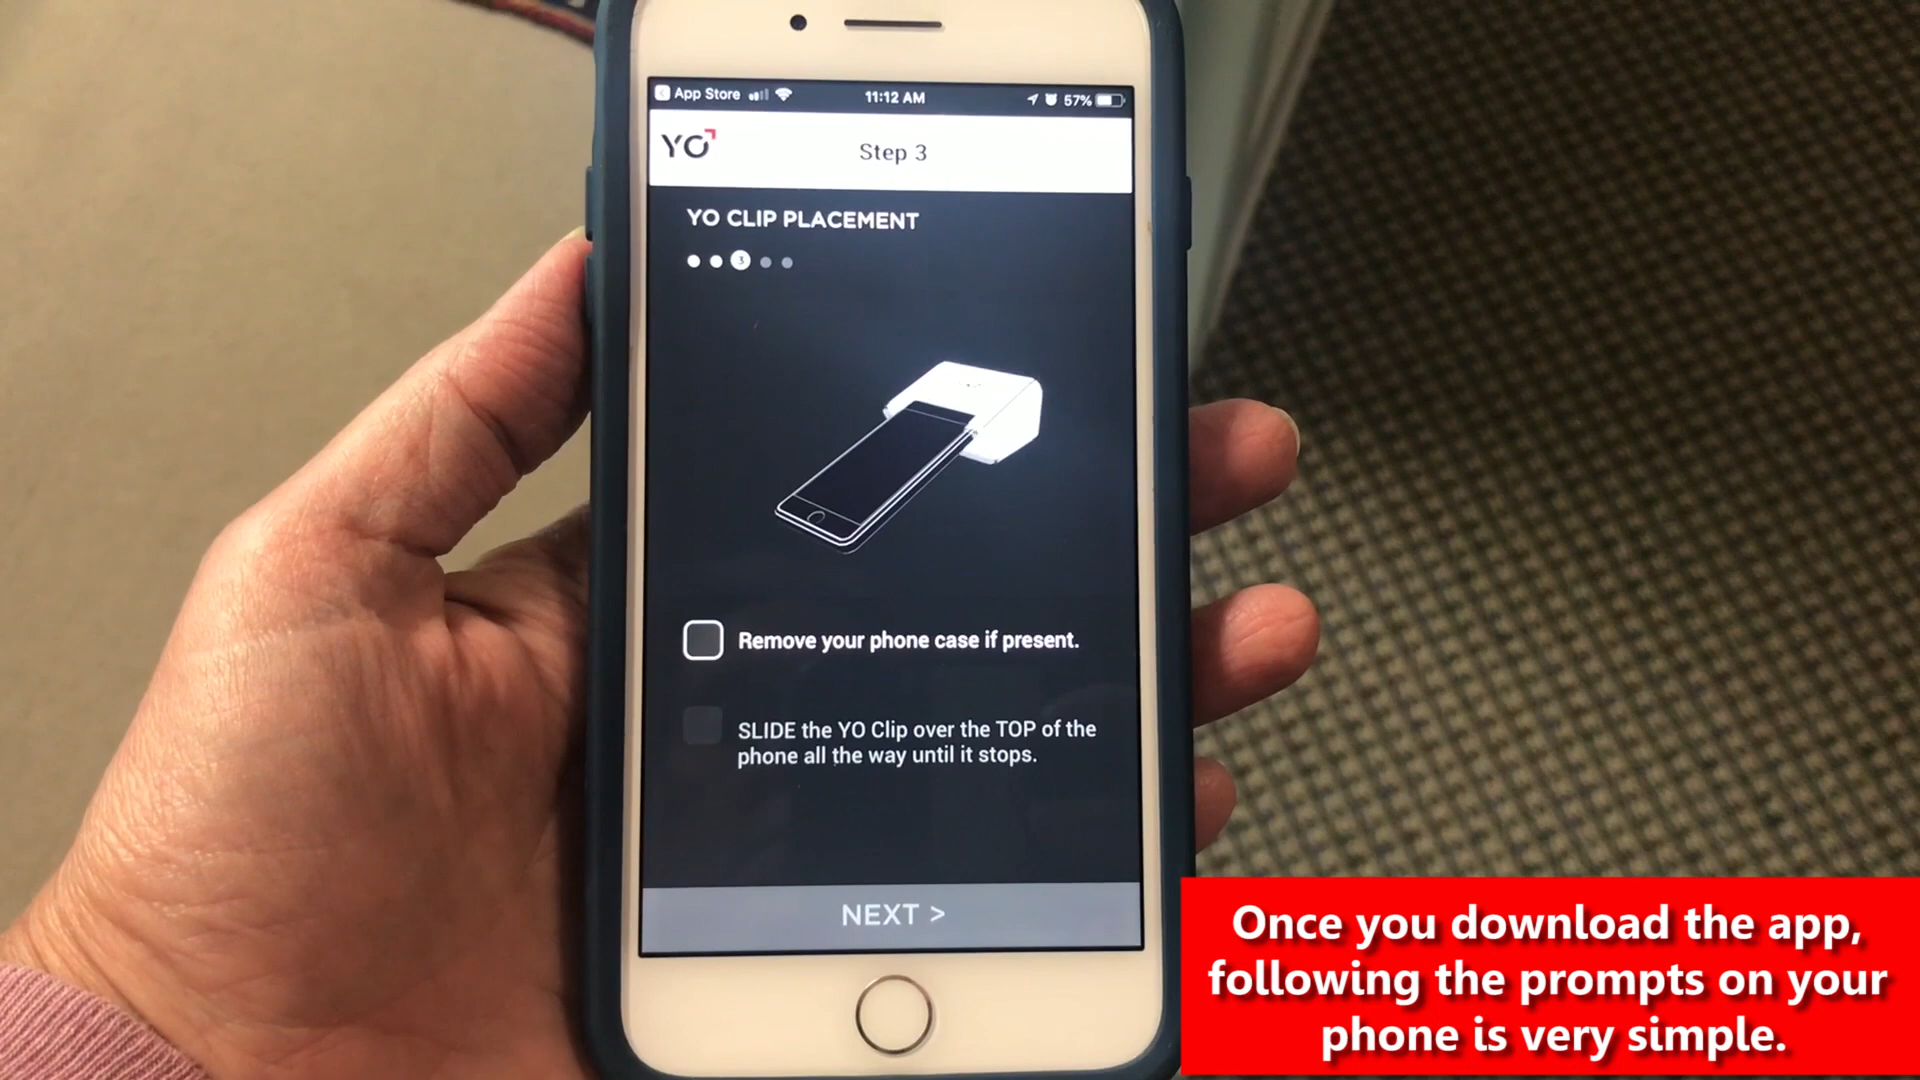 App Store
11:12 AM
57%
YO
Step 3
YO CLIP PLACEMENT
3
Remove your phone case if present.
SLIDE the YO Clip over the TOP of the
phone all the way until it stops.
NEXT >
Once you download the app,
following the prompts on your
phone is very simple.